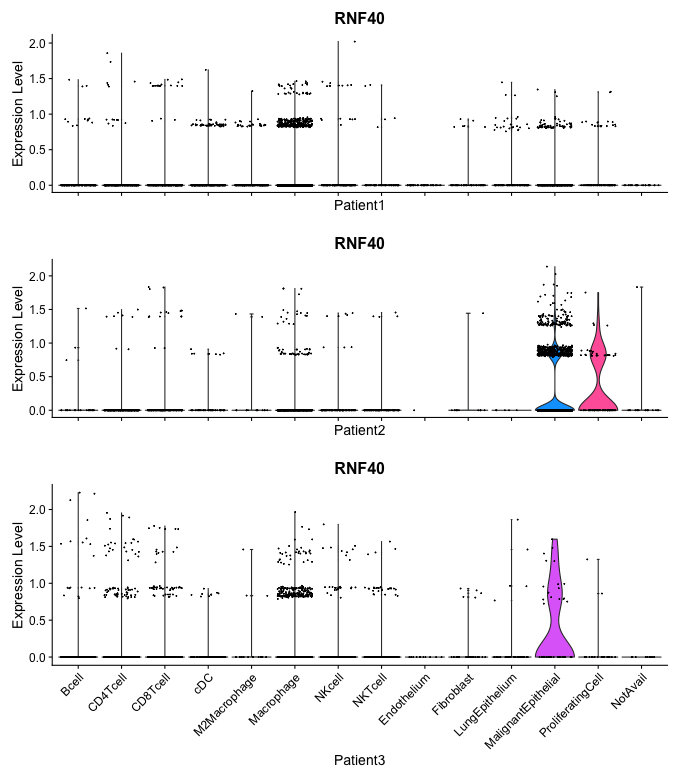 RNF40
Expression Level
2.0
1.5
1.0
0.5
0.0
Patient1
RNF40
Expression Level
2.0
1.5
1.0
0.5
0.0
Patient2
RNF40
Expression Level
2.0
1.5
1.0
0.5
0.0
Bcell
CD4Tcell
CD8Tcell
cDC
M2Macrophage
Macrophage
NKcell
NKTcell
Endothelium
Fibroblast
LungEpithelium
MalignantEpithelial
ProliferatingCell
NotAvail
Patient3